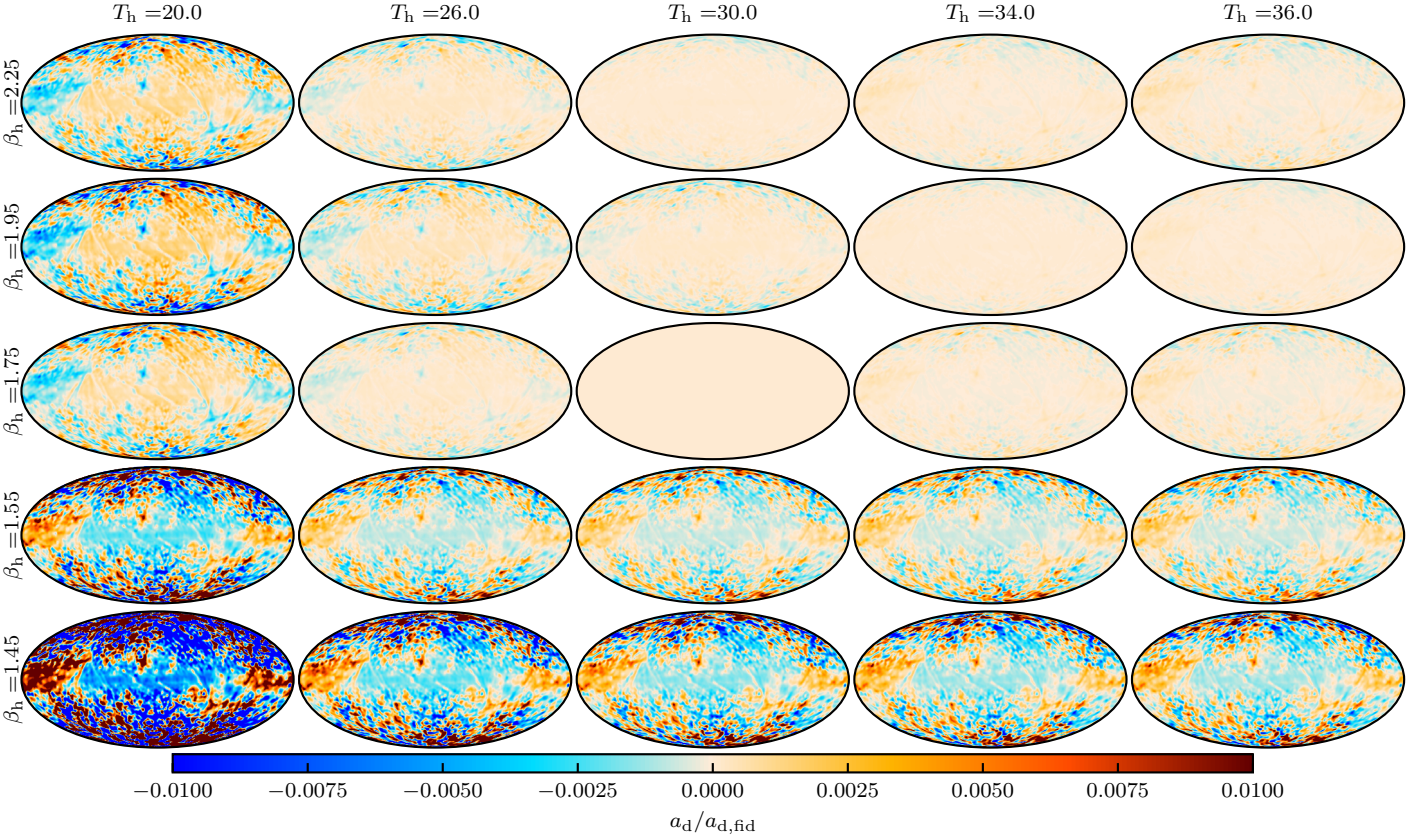 T_h =20.0 T_h =26.0 T_h =30.0 T_h =34.0 T_h =36.0
β_h =2.25
β_h =1.95
β_h =1.75
β_h =1.55
β_h =1.45
−0.0100 −0.0075 −0.0050 −0.0025 0.0000 0.0025 0.0050 0.0075 0.0100
a_d/a_d,fid